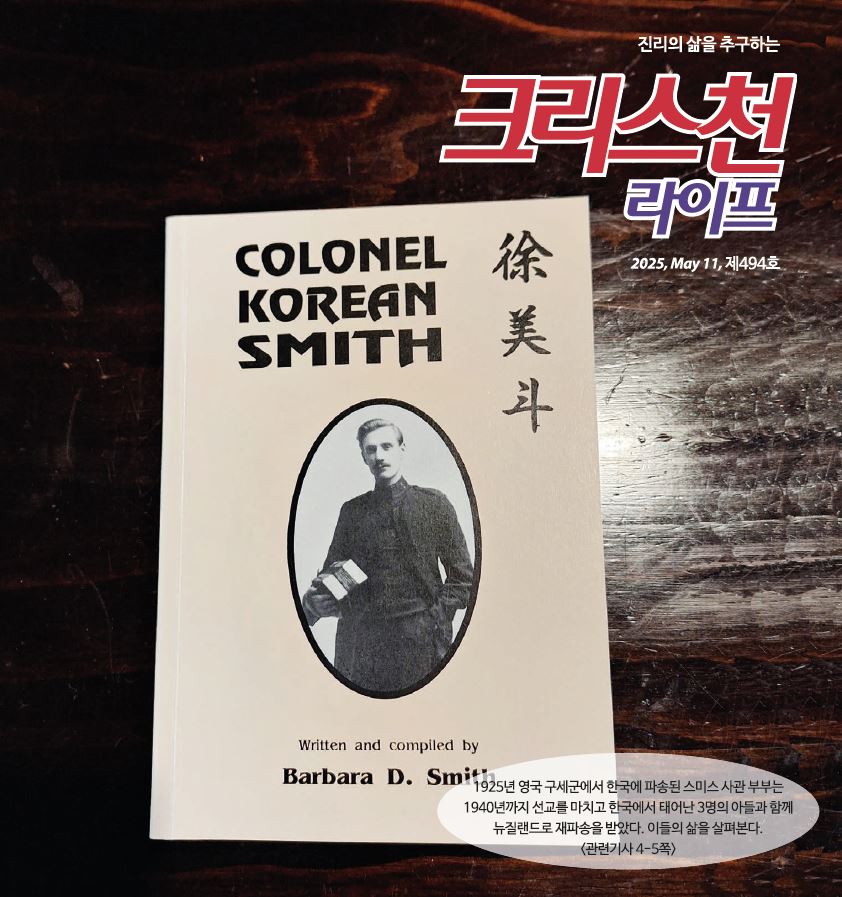 진리의 삶을 추구하는
크리스천
라이프
2025, May 11, 제494호
COLONEL
KOREAN
SMITH
徐
美
斗
Written and compiled by
Barbara D. Smith
1925년 영국 구세군에서 한국에 파송된 스미스 사관 부부는
1940년까지 선교를 마치고 한국에서 태어난 3명의 아들과 함께
뉴질랜드로 재파송을 받았다. 이들의 삶을 살펴본다.
<관련기사 4-5쪽>